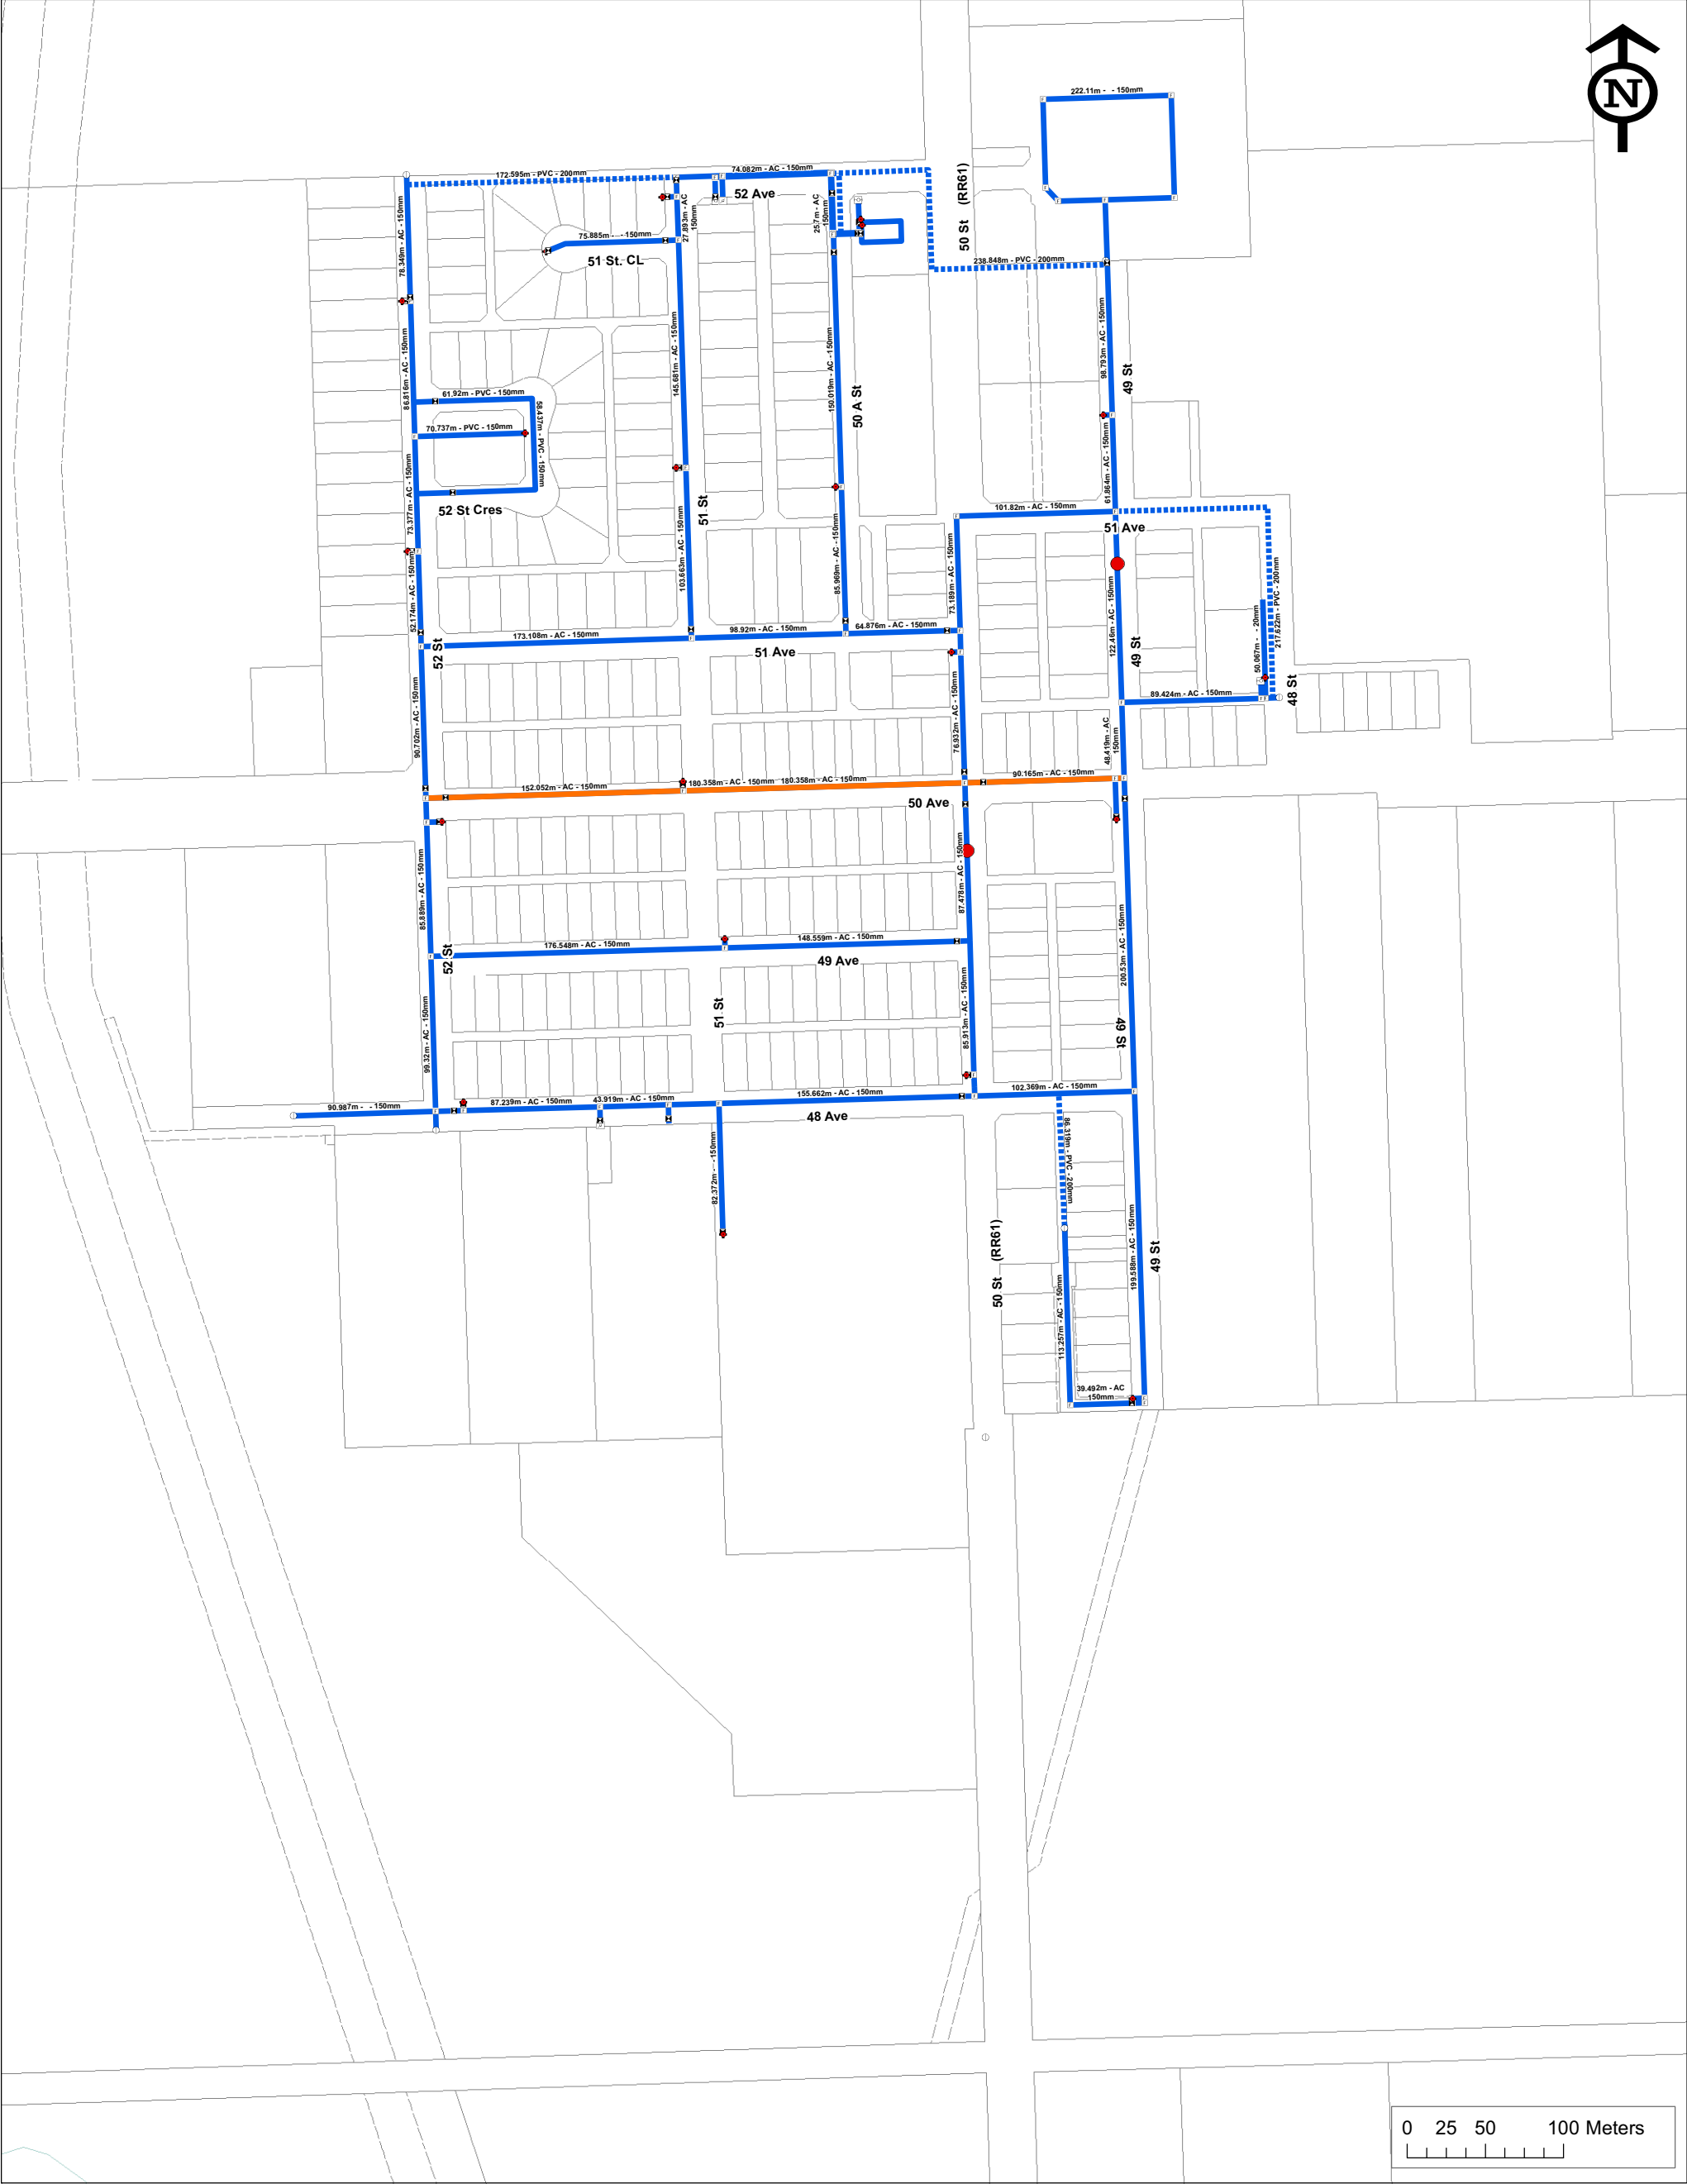 N
222.11m - - 150mm
172.595m - PVC - 200mm
74.082m - AC - 150mm
52 Ave
50 St (RR61)
78.349m - AC - 150mm
27.893m - AC
150mm
25.7m - AC
150mm
75.885m - - 150mm
51 St. CL
238.848m - PVC - 200mm
86.816m - AC - 150mm
145.681m - AC - 150mm
150.019m - AC - 150mm
98.793m - AC - 150mm
49 St
61.92m - PVC - 150mm
58.437m - PVC - 150mm
50 A St
70.737m - PVC - 150mm
61.864m - AC - 150mm
73.377m - AC - 150mm
52 St Cres
51 St
101.82m - AC - 150mm
51 Ave
52.174m - AC - 150mm
103.663m - AC - 150mm
85.969m - AC - 150mm
73.189m - AC - 150mm
122.46m - AC - 150mm
217.622m - PVC - 200mm
50.067m - - 20mm
173.108m - AC - 150mm
98.92m - AC - 150mm
64.876m - AC - 150mm
52 St
51 Ave
49 St
48 St
89.424m - AC - 150mm
90.702m - AC - 150mm
76.932m - AC - 150mm
48.419m - AC
150mm
152.052m - AC - 150mm
180.358m - AC - 150mm
180.358m - AC - 150mm
90.165m - AC - 150mm
50 Ave
85.889m - AC - 150mm
87.478m - AC - 150mm
176.548m - AC - 150mm
148.559m - AC - 150mm
200.53m - AC - 150mm
52 St
49 Ave
51 St
49 St
99.32m - AC - 150mm
85.913m - AC - 150mm
90.987m - - 150mm
87.239m - AC - 150mm
43.919m - AC - 150mm
155.662m - AC - 150mm
102.369m - AC - 150mm
48 Ave
82.372m - - 150mm
86.319m - PVC - 200mm
50 St (RR61)
199.588m - AC - 150mm
49 St
113.257m - AC - 150mm
39.492m - AC
150mm
0 25 50 100 Meters